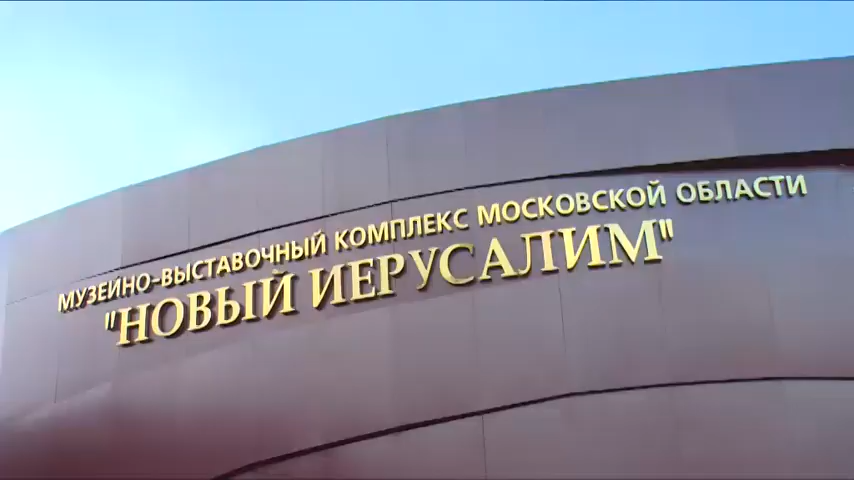 МУЗЕЙНО-ВЫСТАВОЧНЫЙ КОМПЛЕКС МОСКОВСКОЙ ОБЛАСТИ
"НОВЫЙ ИЕРУСАЛИМ"